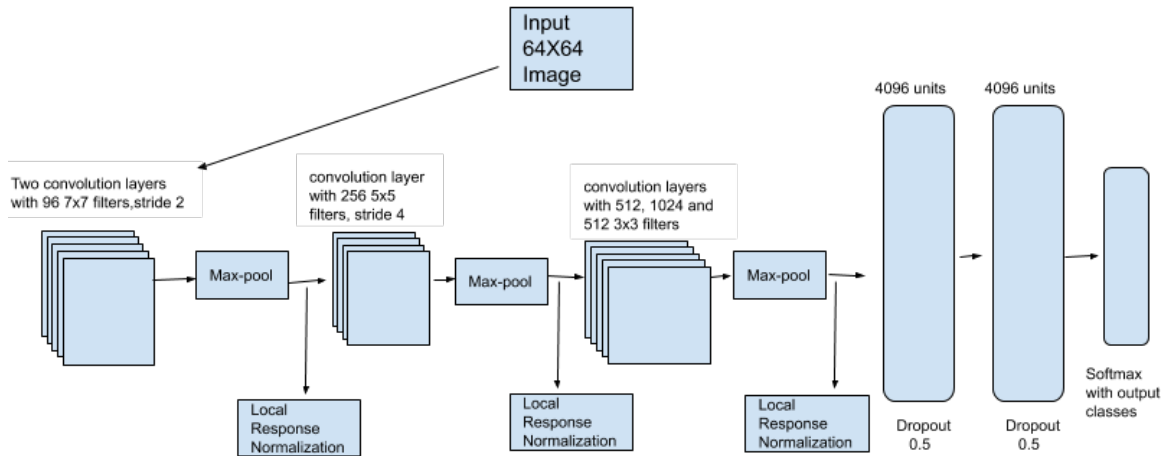 Input
64X64
Image
4096 units
4096 units
Two convolution layers
with 96 7x7 filters,stride 2
convolution layer
with 256 5x5
filters, stride 4
convolution layers
with 512, 1024 and
512 3x3 filters
Max-pool
Max-pool
Max-pool
Local
Response
Normalization
Local
Response
Normalization
Local
Response
Normalization
Dropout
0.5
Dropout
0.5
Softmax
with output
classes